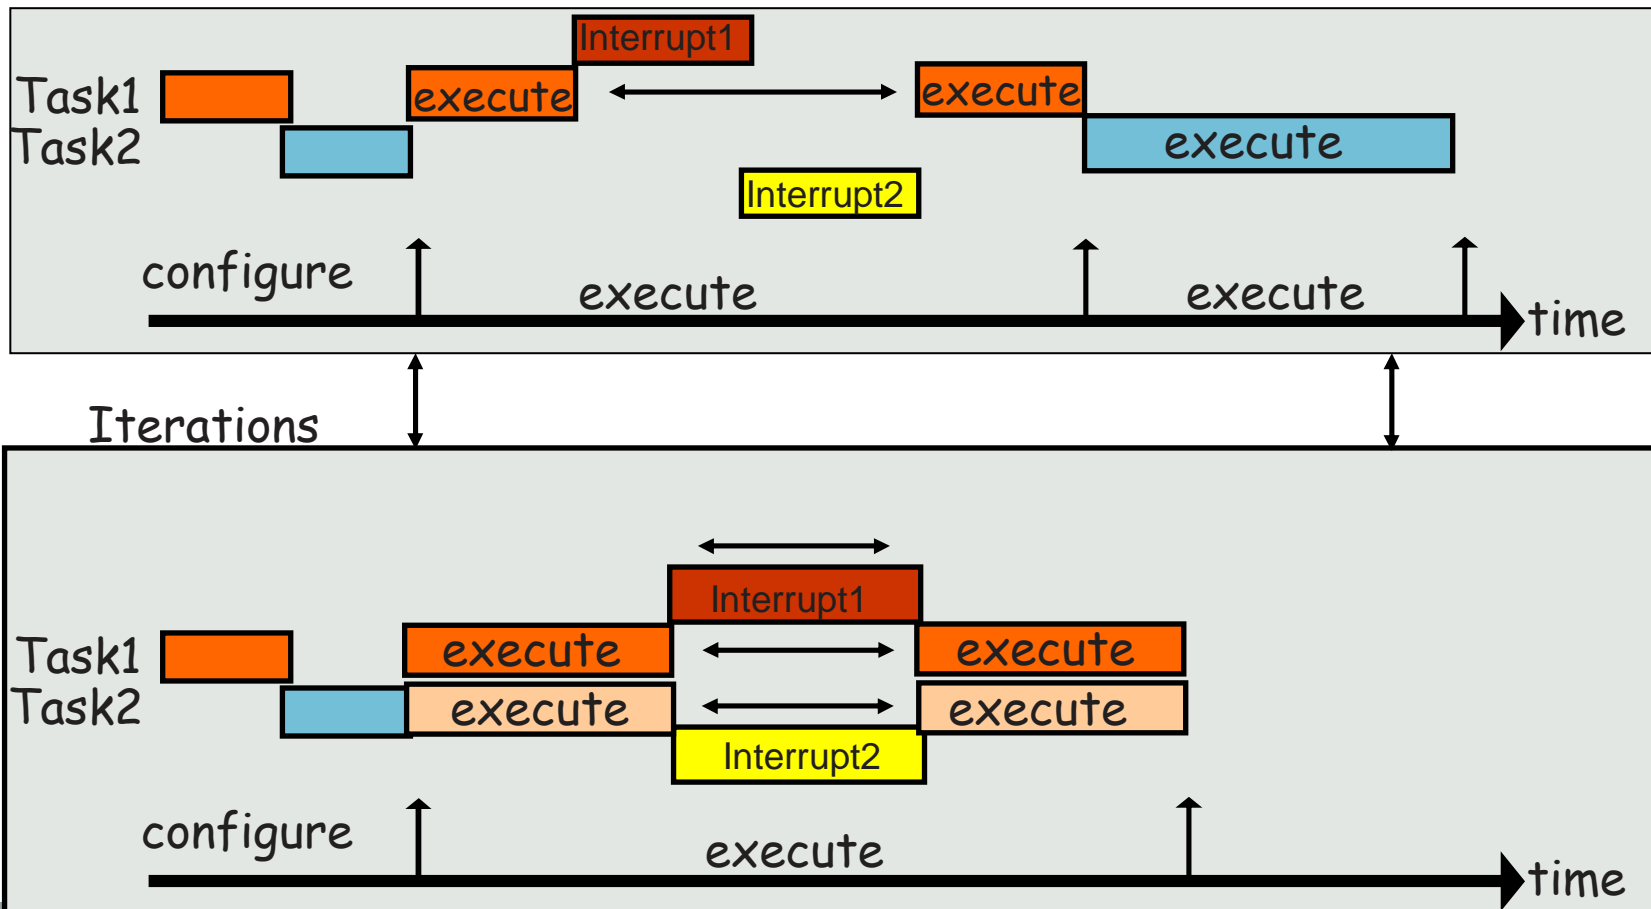 Interrupt1
Task1 execute execute
Task2 execute
Interrupt2
configure execute execute
time
Iterations
Interrupt1
Task1 execute execute
Task2 execute execute
Interrupt2
configure execute
time